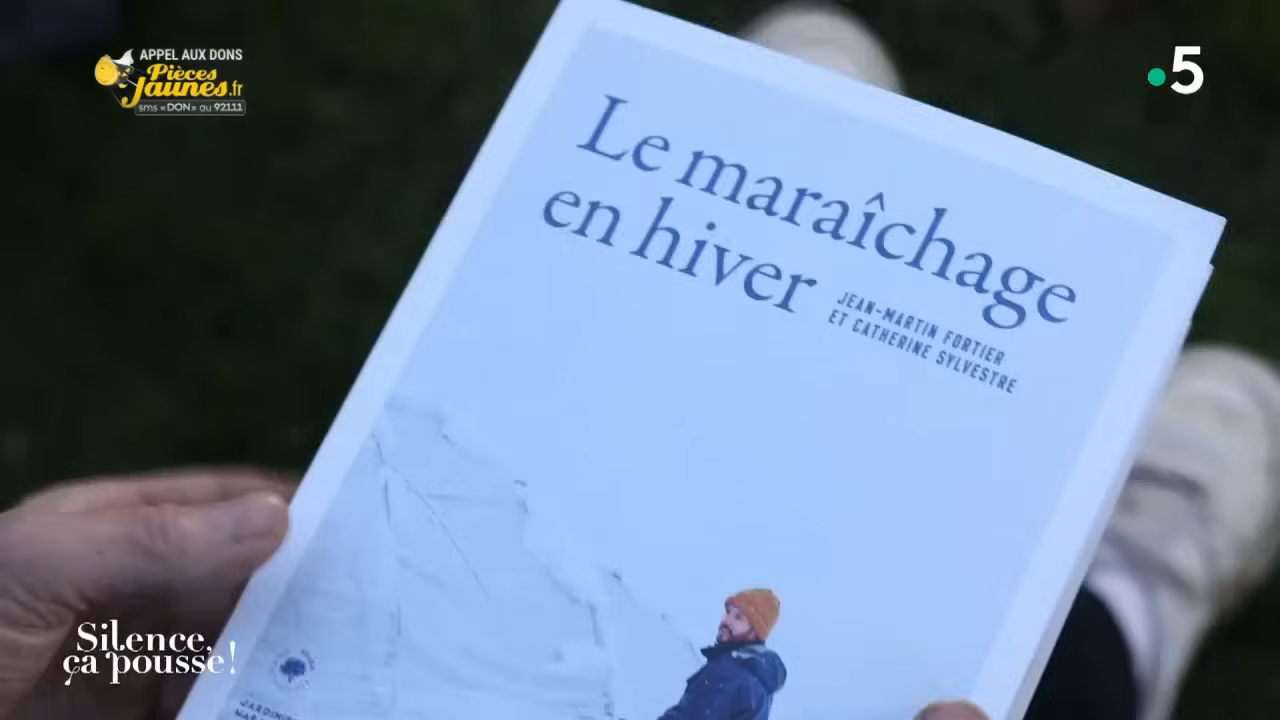 APPEL AUX DONS
Pièces
Jaunes.fr
sms «DON» au 92111
5
Le maraîchage
en hiver
JEAN-MARTIN FORTIER
ET CATHERINE SYLVESTRE
Silence,
ça pousse!